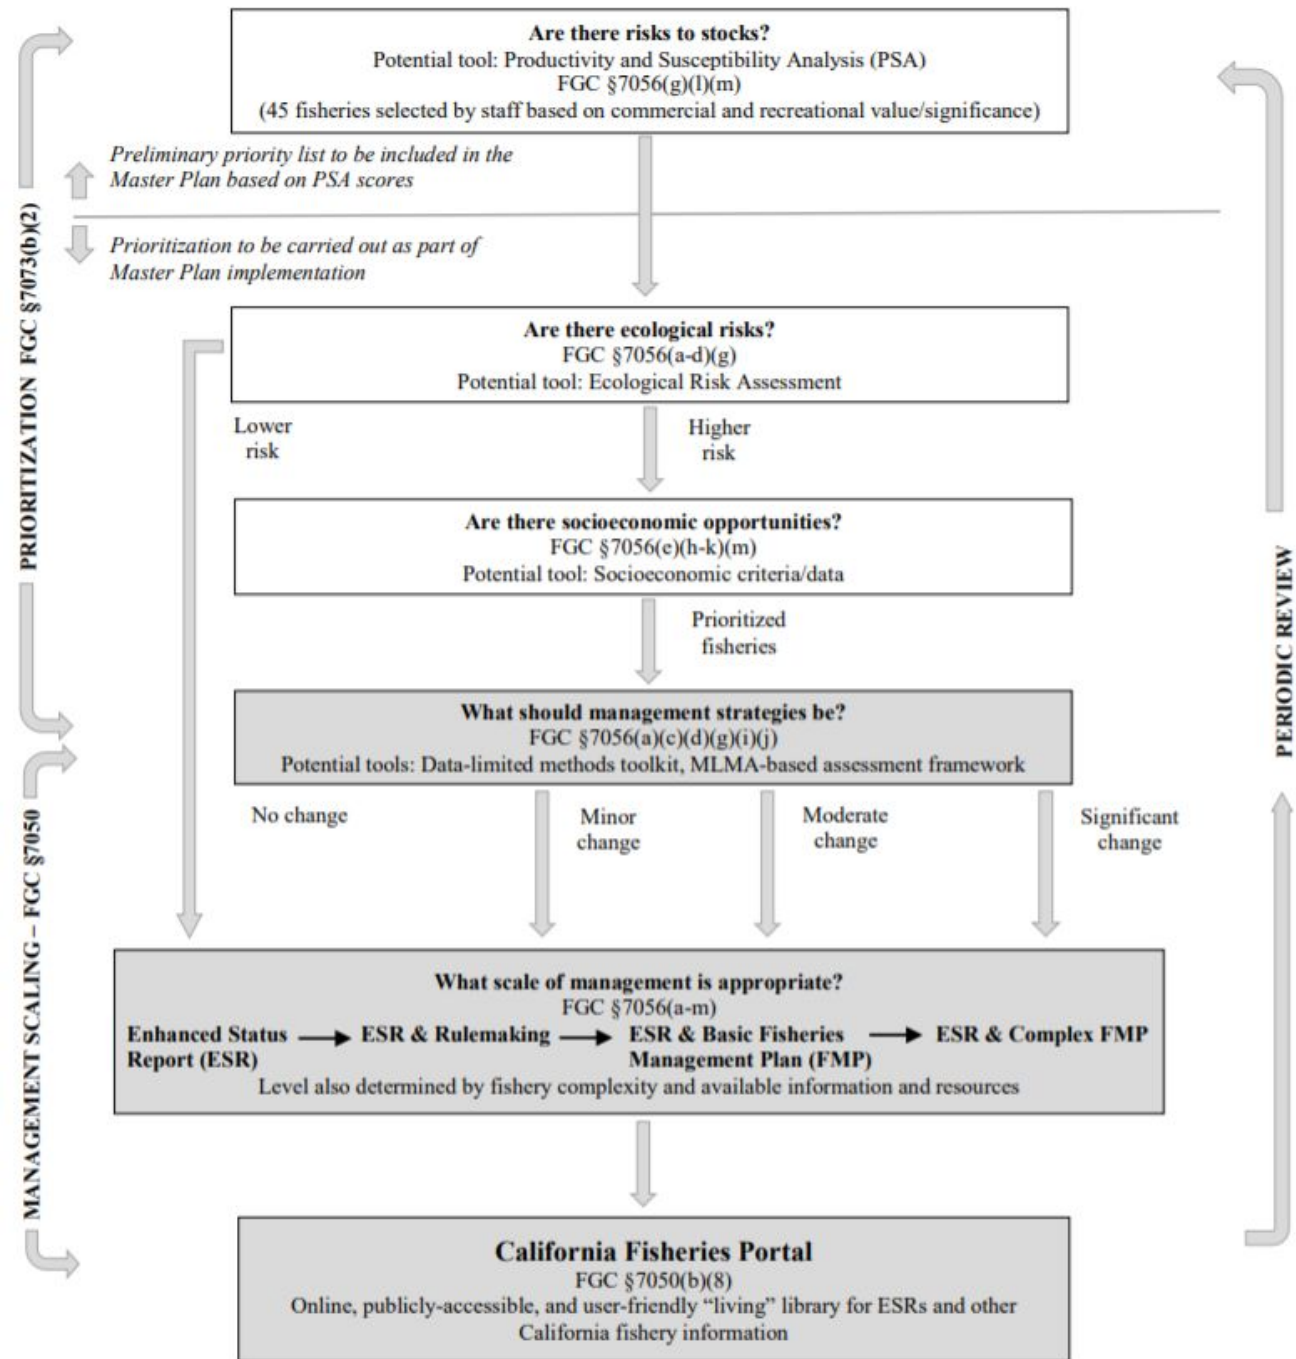 Are there risks to stocks?
Potential tool: Productivity and Susceptibility Analysis (PSA)
FGC §7056(g)(l)(m)
(45 fisheries selected by staff based on commercial and recreational value/significance)
Preliminary priority list to be included in the
Master Plan based on PSA scores
Prioritization to be carried out as part of
Master Plan implementation
PRIORITIZATION FGC §7073(b)(2)
Are there ecological risks?
FGC §7056(a-d)(g)
Potential tool: Ecological Risk Assessment
Lower
risk
Higher
risk
Are there socioeconomic opportunities?
FGC §7056(e)(h-k)(m)
Potential tool: Socioeconomic criteria/data
Prioritized
fisheries
PERIODIC REVIEW
What should management strategies be?
FGC §7056(a)(c)(d)(g)(i)(j)
Potential tools: Data-limited methods toolkit, MLMA-based assessment framework
No change
Minor
change
Moderate
change
Significant
change
MANAGEMENT SCALING – FGC §7050
What scale of management is appropriate?
FGC §7056(a-m)
Enhanced Status ESR & Rulemaking ESR & Basic Fisheries ESR & Complex FMP
Report (ESR) Management Plan (FMP)
Level also determined by fishery complexity and available information and resources
California Fisheries Portal
FGC §7050(b)(8)
Online, publicly-accessible, and user-friendly “living” library for ESRs and other
California fishery information